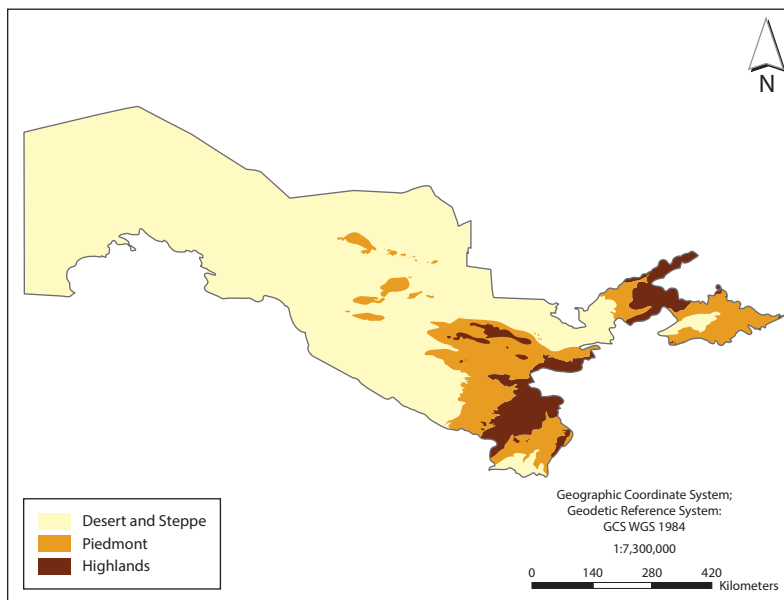 N
Desert and Steppe
Piedmont
Highlands
Geographic Coordinate System;
Geodetic Reference System:
GCS WGS 1984
1:7,300,000
0 140 280 420
Kilometers